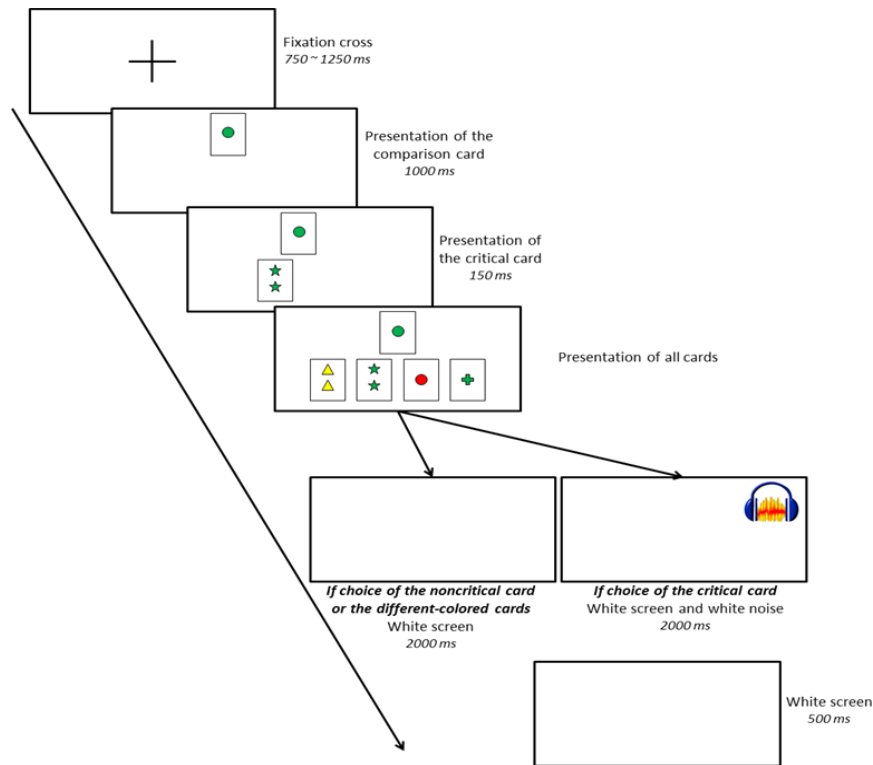 Fixation cross
750 ~ 1250 ms
Presentation of the
comparison card
1000 ms
Presentation of
the critical card
150 ms
Presentation of all cards
If choice of the noncritical card
or the different-colored cards
White screen
2000 ms
If choice of the critical card
White screen and white noise
2000 ms
White screen
500 ms